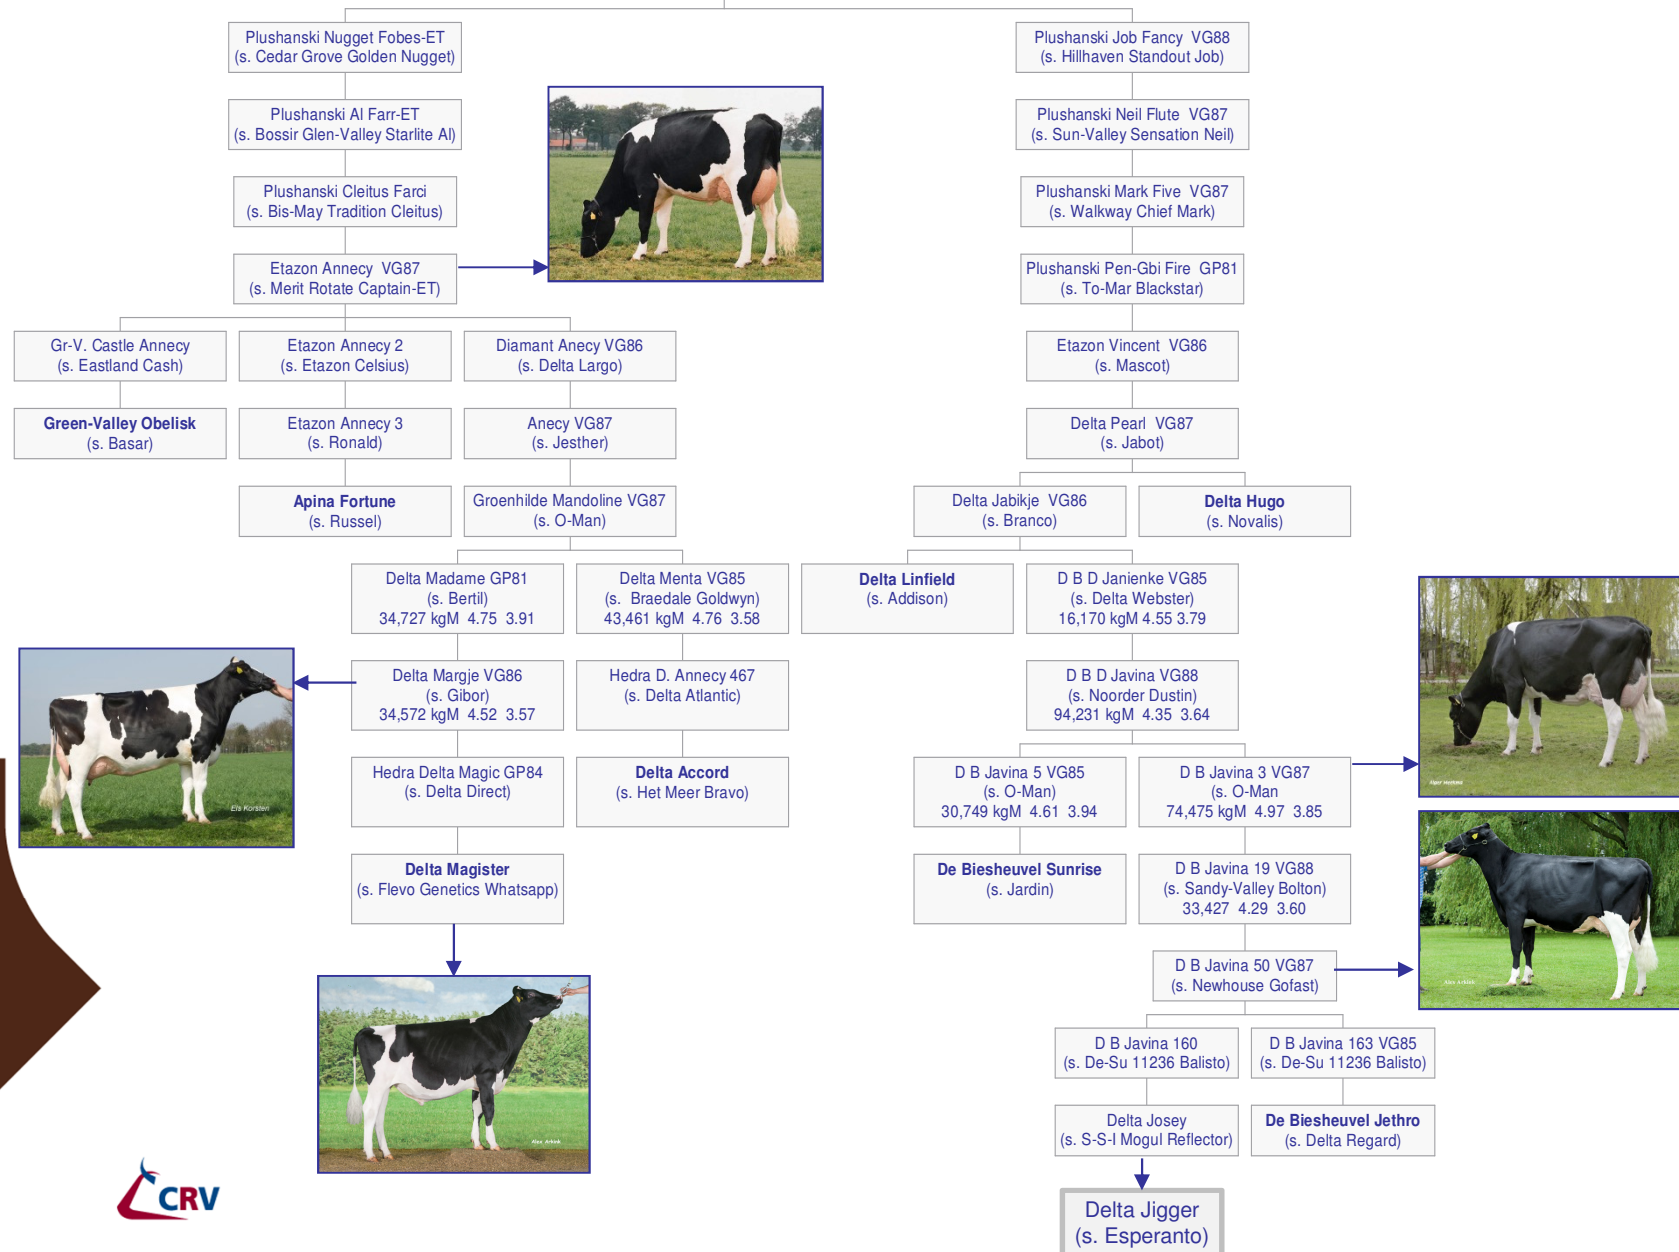 Plushanski Nugget Fobes-ET
(s. Cedar Grove Golden Nugget)
Plushanski Job Fancy  VG88
(s. Hillhaven Standout Job)
Plushanski Al Farr-ET
(s. Bossir Glen-Valley Starlite Al)
Plushanski Neil Flute  VG87
(s. Sun-Valley Sensation Neil)
Plushanski Cleitus Farci
(s. Bis-May Tradition Cleitus)
Plushanski Mark Five  VG87
(s. Walkway Chief Mark)
Etazon Annecy  VG87
(s. Merit Rotate Captain-ET)
Plushanski Pen-Gbi Fire  GP81
(s. To-Mar Blackstar)
Gr-V. Castle Annecy
(s. Eastland Cash)
Etazon Annecy 2
(s. Etazon Celsius)
Diamant Anecy VG86
(s. Delta Largo)
Etazon Vincent  VG86
(s. Mascot)
Green-Valley Obelisk
(s. Basar)
Etazon Annecy 3
(s. Ronald)
Anecy VG87
(s. Jesther)
Delta Pearl  VG87
(s. Jabot)
Apina Fortune
(s. Russel)
Groenhilde Mandoline VG87
(s. O-Man)
Delta Jabikje  VG86
(s. Branco)
Delta Hugo
(s. Novalis)
Delta Madame GP81
(s. Bertil)
34,727 kgM  4.75  3.91
Delta Menta VG85
(s.  Braedale Goldwyn)
43,461 kgM  4.76  3.58
Delta Linfield
(s. Addison)
D B D Janienke VG85
(s. Delta Webster)
16,170 kgM 4.55 3.79
Delta Margje VG86
(s. Gibor)
34,572 kgM  4.52  3.57
Hedra D. Annecy 467
(s. Delta Atlantic)
D B D Javina VG88
(s. Noorder Dustin)
94,231 kgM  4.35  3.64
Hedra Delta Magic GP84
(s. Delta Direct)
Delta Accord
(s. Het Meer Bravo)
D B Javina 5 VG85
(s. O-Man)
30,749 kgM  4.61  3.94
D B Javina 3 VG87
(s. O-Man
74,475 kgM  4.97  3.85
Els Korsten
Delta Magister
(s. Flevo Genetics Whatsapp)
De Biesheuvel Sunrise
(s. Jardin)
D B Javina 19 VG88
(s. Sandy-Valley Bolton)
33,427  4.29  3.60
D B Javina 50 VG87
(s. Newhouse Gofast)
Alex Arkink
D B Javina 160
(s. De-Su 11236 Balisto)
D B Javina 163 VG85
(s. De-Su 11236 Balisto)
Alex Arkink
Delta Josey
(s. S-S-I Mogul Reflector)
De Biesheuvel Jethro
(s. Delta Regard)
CRV
Delta Jigger
(s. Esperanto)